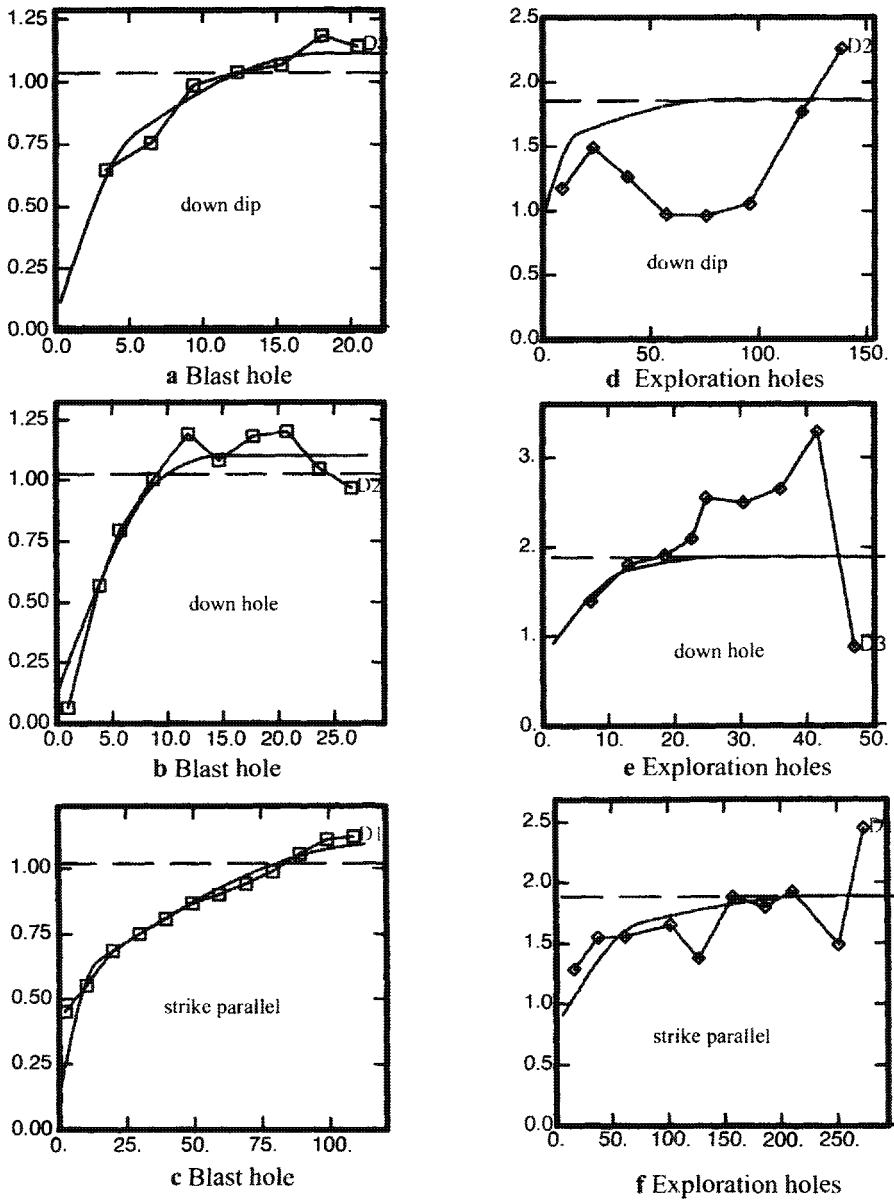 1.25
1.00
0.75
0.50
0.25
0.00
down dip
0.0 5.0 10.0 15.0 20.0
a Blast hole
2.5
2.0
1.5
1.0
0.5
0.0
D2
down dip
0. 50. 100. 150.
d Exploration holes
1.25
1.00
0.75
0.50
0.25
0.00
D2
down hole
0.0 5.0 10.0 15.0 20.0 25.0
b Blast hole
3.
2.
1.
0.
D3
down hole
0. 10. 20. 30. 40. 50.
e Exploration holes
1.00
0.75
0.50
0.25
0.00
D1
strike parallel
0. 25. 50. 75. 100.
c Blast hole
2.5
2.0
1.5
1.0
0.5
0.0
D
strike parallel
0. 50. 100. 150. 200. 250.
f Exploration holes